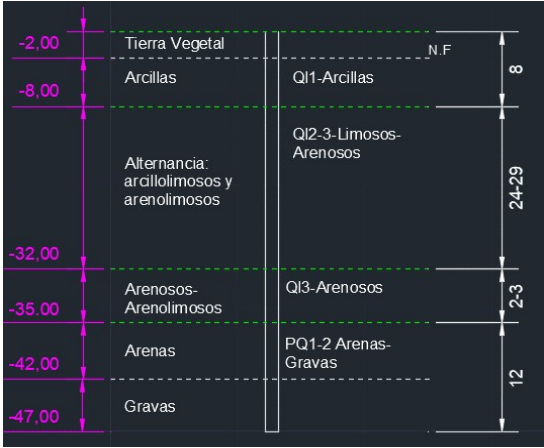 -2,00
Tierra Vegetal
N.F
Arcillas
QI1-Arcillas
8
-8,00
QI2-3-Limosos-
Arenosos
Alternancia:
arcillolimosos y
arenolimosos
24-29
-32,00
Arenosos-
Arenolimosos
QI3-Arenosos
2-3
-35,00
Arenas
PQ1-2 Arenas-
Gravas
-42,00
12
Gravas
-47,00